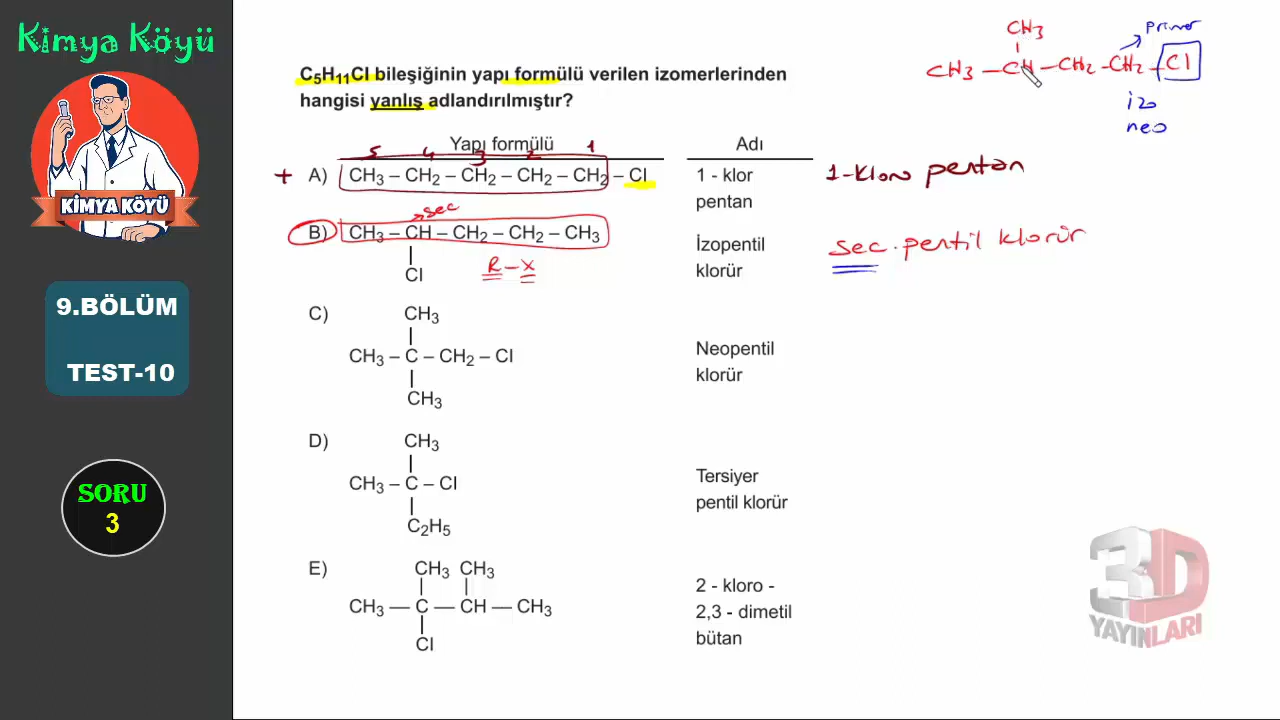 Kimya Köyü
KİMYA KÖYÜ
9.BÖLÜM
TEST-10
SORU
3
C5H11Cl bileşiğinin yapı formülü verilen izomerlerinden
hangisi yanlış adlandırılmıştır?
Yapı formülü
Adı
5 4 3 2 1
+ A) CH3 – CH2 – CH2 – CH2 – CH2 – Cl
1 - klor
pentan
1-kloro pentan
→sec
B) CH3 – CH – CH2 – CH2 – CH3
Cl
R – X
İzopentil
klorür
sec. pentil klorür
C)
CH3
CH3 – C – CH2 – Cl
CH3
Neopentil
klorür
D)
CH3
CH3 – C – Cl
C2H5
Tersiyer
pentil klorür
E)
CH3 CH3
CH3 — C — CH — CH3
Cl
2 - kloro -
2,3 - dimetil
bütan
CH3
Primer
CH3 – CH – CH2 – CH2 – Cl
izo
neo
3D
YAYINLARI